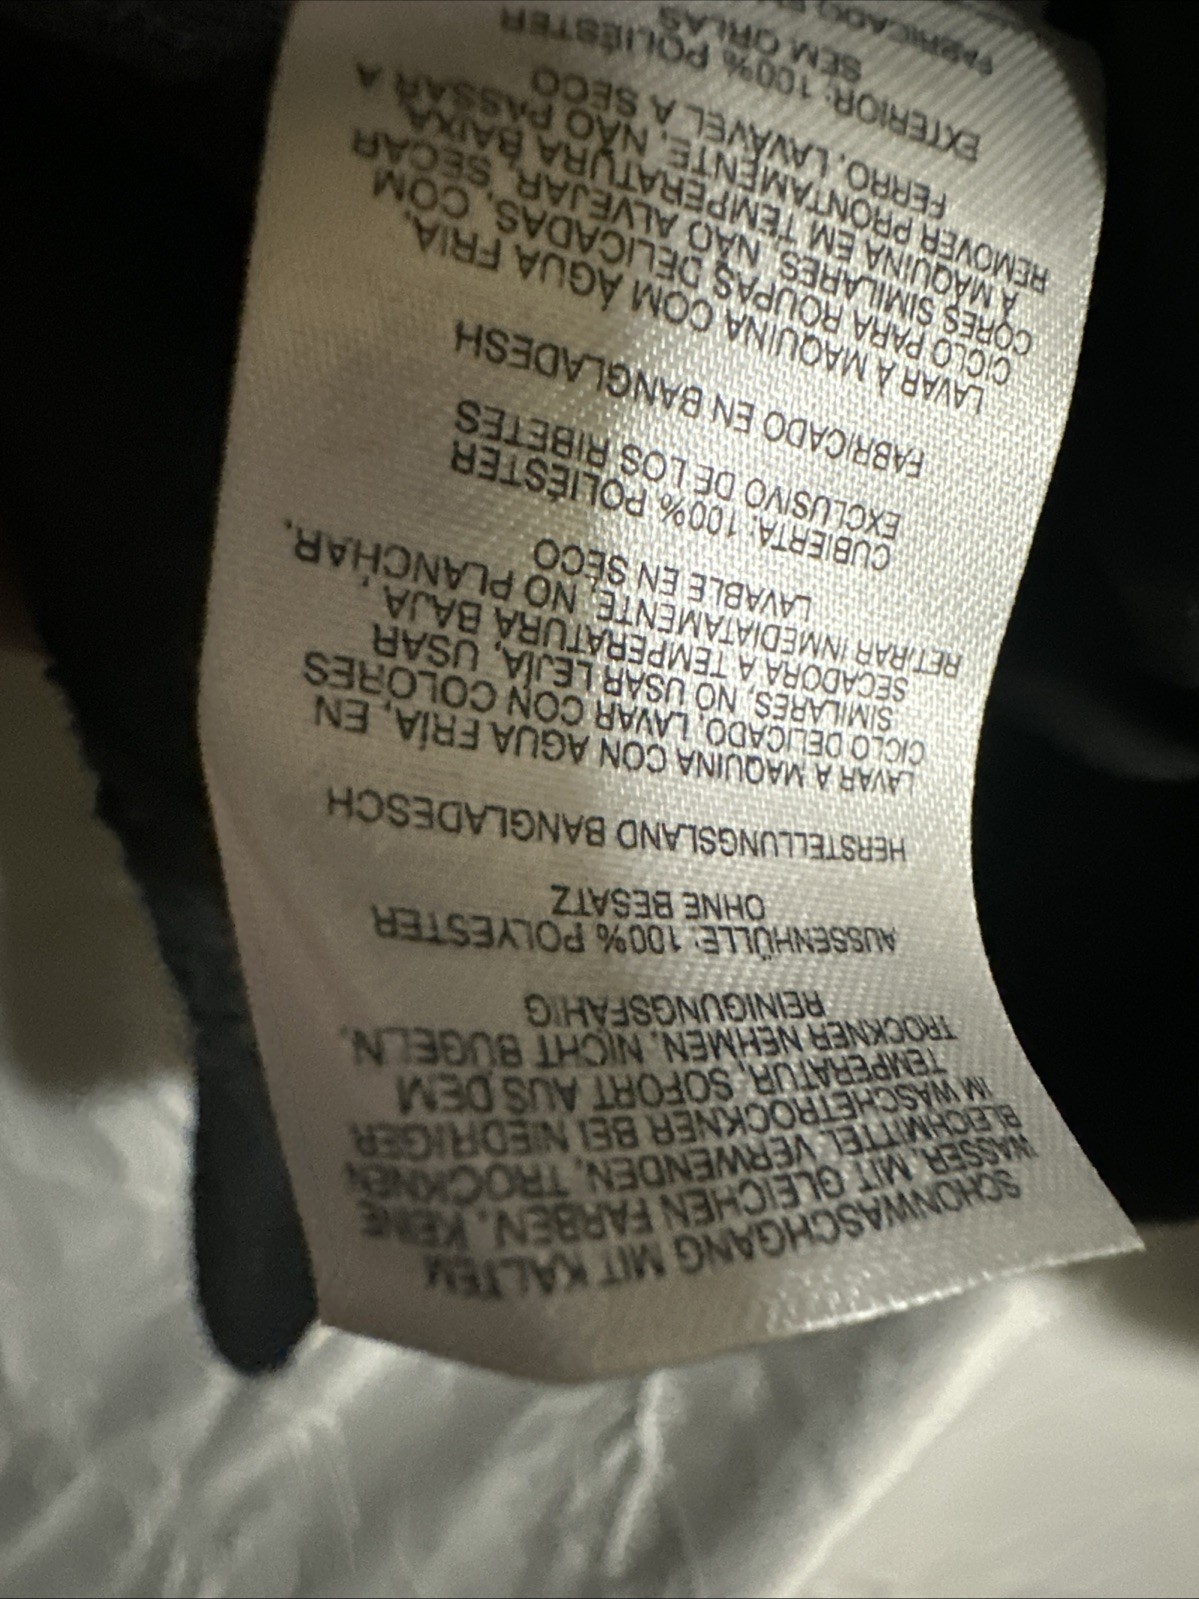 SCHONWASCHGANG MIT KALTEM
WASSER, MIT GLEICHEN FARBEN, KEINE
BLEICHMITTEL VERWENDEN, TROCKNEN
IM WASCHETROCKNER BEI NIEDRIGER
TEMPERATUR, SOFORT AUS DEM
TROCKNER NEHMEN, NICHT BÜGELN,
REINIGUNGSFÄHIG
AUSSENHÜLLE: 100% POLYESTER
OHNE BESATZ
HERSTELLUNGSLAND BANGLADESCH
LAVAR A MAQUINA CON AGUA FRÍA, EN
CICLO DELICADO, LAVAR CON COLORES
SIMILARES, NO USAR LEJÍA, USAR
SECADORA A TEMPERATURA BAJA,
RETIRAR INMEDIATAMENTE, NO PLANCHAR,
LAVABLE EN SECO
CUBIERTA: 100% POLIÉSTER
EXCLUSIVO DE LOS RIBETES
FABRICADO EN BANGLADESH
LAVAR À MAQUINA COM ÁGUA FRIA,
CICLO PARA ROUPAS DELICADAS, COM
CORES SIMILARES, NÃO ALVEJAR, SECAR
À MAQUINA EM TEMPERATURA BAIXA
REMOVER PRONTAMENTE, NÃO PASSAR A
FERRO, LAVÁVEL A SECO
EXTERIOR: 100% POLIÉSTER
SEM ORLAS
FABRICADO